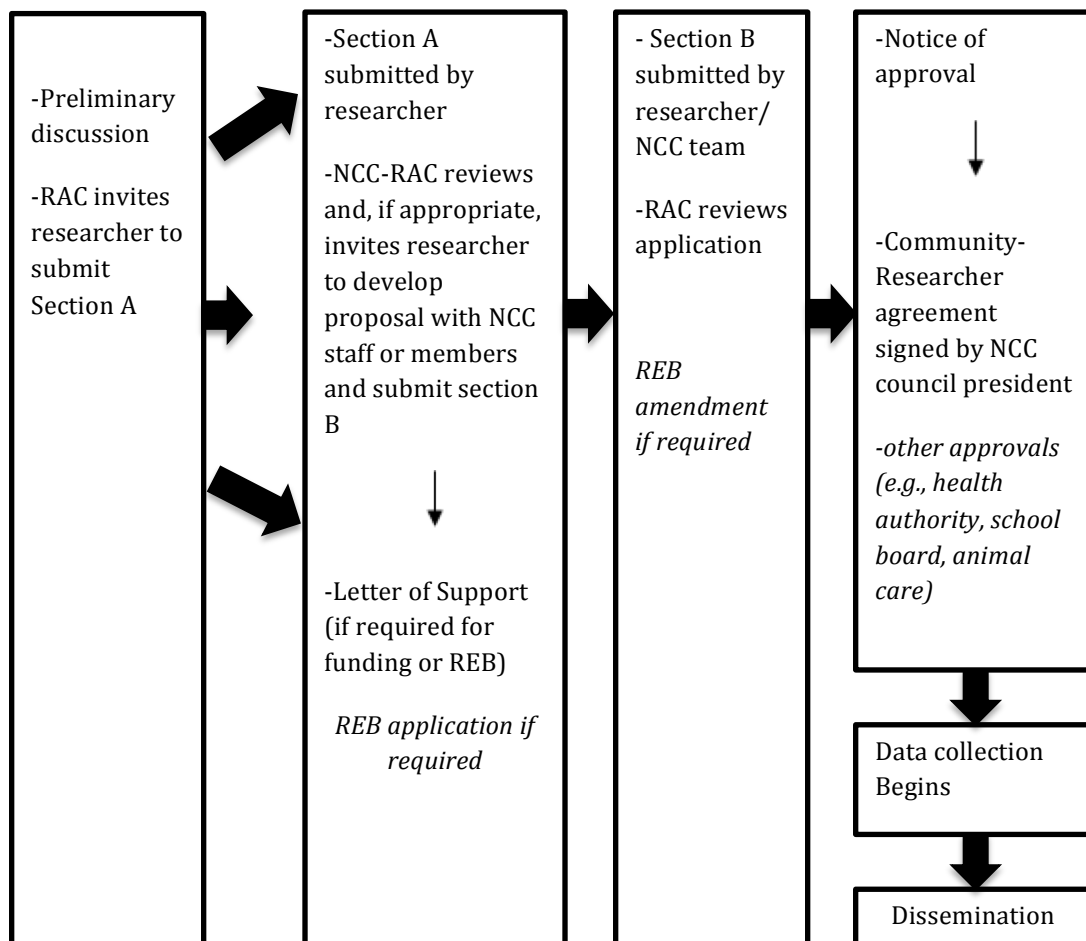 -Preliminary
discussion
-RAC invites
researcher to
submit
Section A
-Section A
submitted by
researcher
-NCC-RAC reviews
and, if appropriate,
invites researcher
to develop
proposal with NCC
staff or members
and submit section
B
-Letter of Support
(if required for
funding or REB)
REB application if
required
- Section B
submitted by
researcher/
NCC team
-RAC reviews
application
REB
amendment
if required
-Notice of
approval
-Community-
Researcher
agreement
signed by NCC
council president
-other approvals
(e.g., health
authority, school
board, animal
care)
Data collection
Begins
Dissemination